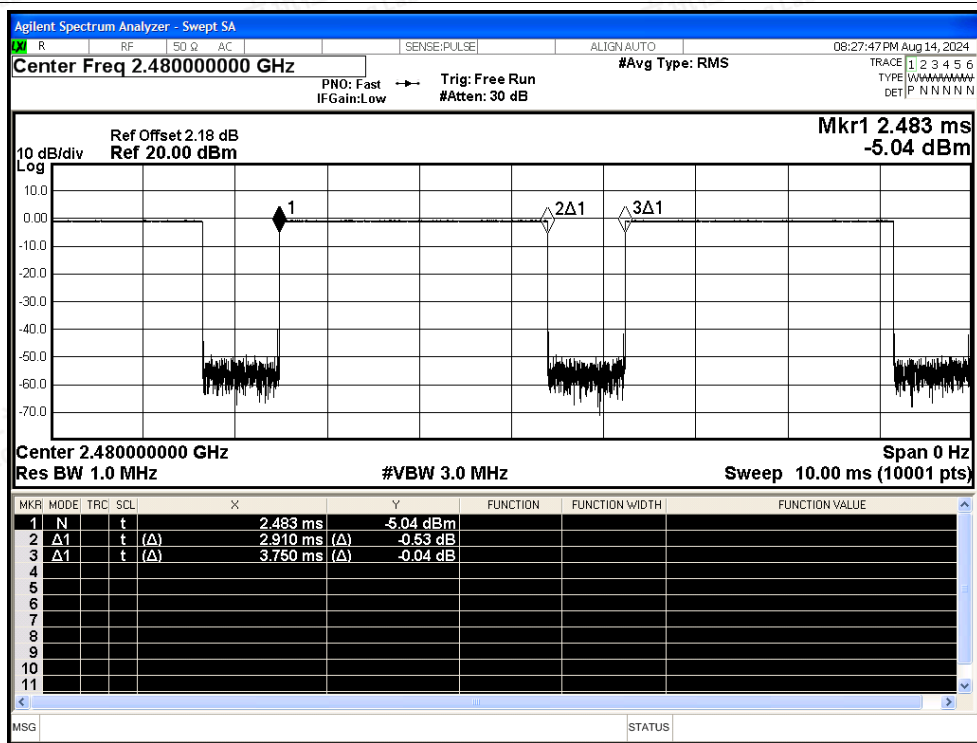 Agilent Spectrum Analyzer - Swept SA
LXI R RF 50 Ω AC SENSE:PULSE ALIGN AUTO 08:27:47 PM Aug 14, 2024
Center Freq 2.480000000 GHz #Avg Type: RMS TRACE 1 2 3 4 5 6
PNO: Fast Trig: Free Run TYPE W
IFGain:Low #Atten: 30 dB DET P N N N N N
Mkr1 2.483 ms
Ref Offset 2.18 dB
10 dB/div Ref 20.00 dBm -5.04 dBm
Log
10.0
0.00 1 2Δ1 3Δ1
-10.0
-20.0
-30.0
-40.0
-50.0
-60.0
-70.0
Center 2.480000000 GHz Span 0 Hz
Res BW 1.0 MHz #VBW 3.0 MHz Sweep 10.00 ms (10001 pts)
MKR MODE TRC SCL X Y FUNCTION FUNCTION WIDTH FUNCTION VALUE
1 N t 2.483 ms -5.04 dBm
2 Δ1 t (Δ) 2.910 ms (Δ) -0.53 dB
3 Δ1 t (Δ) 3.750 ms (Δ) -0.04 dB
4
5
6
7
8
9
10
11
MSG STATUS